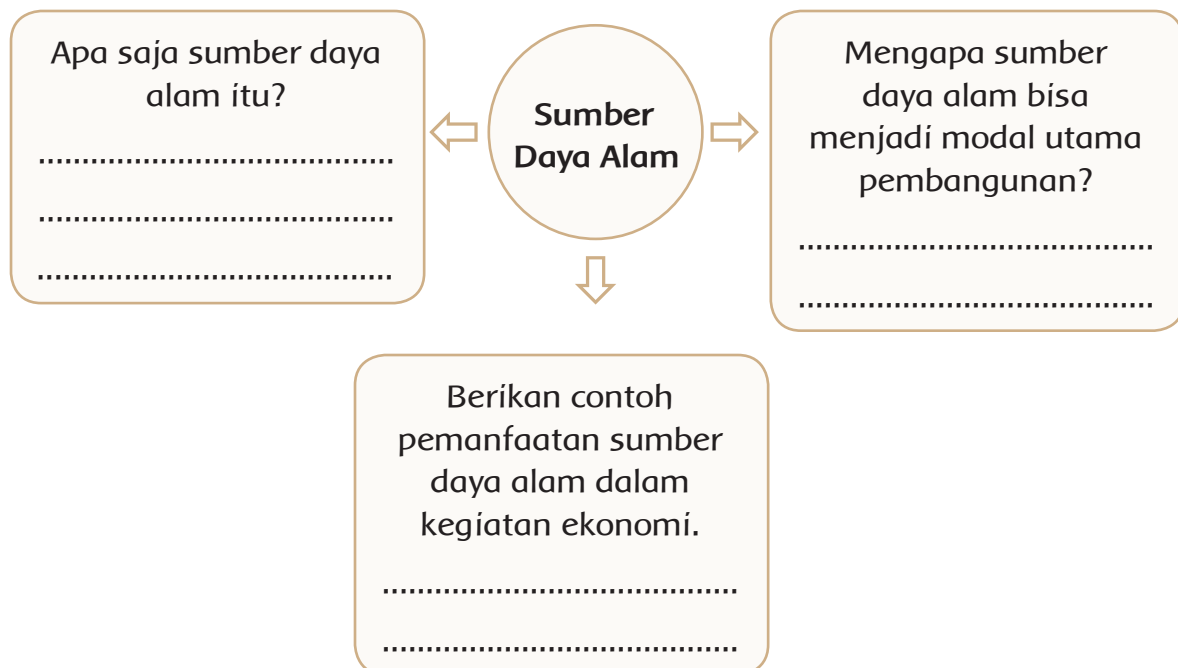 Apa saja sumber daya
alam itu?
.........................................
.........................................
.........................................
Sumber
Daya Alam
Mengapa sumber
daya alam bisa
menjadi modal utama
pembangunan?
.........................................
.........................................
Berikan contoh
pemanfaatan sumber
daya alam dalam
kegiatan ekonomi.
.........................................
.........................................